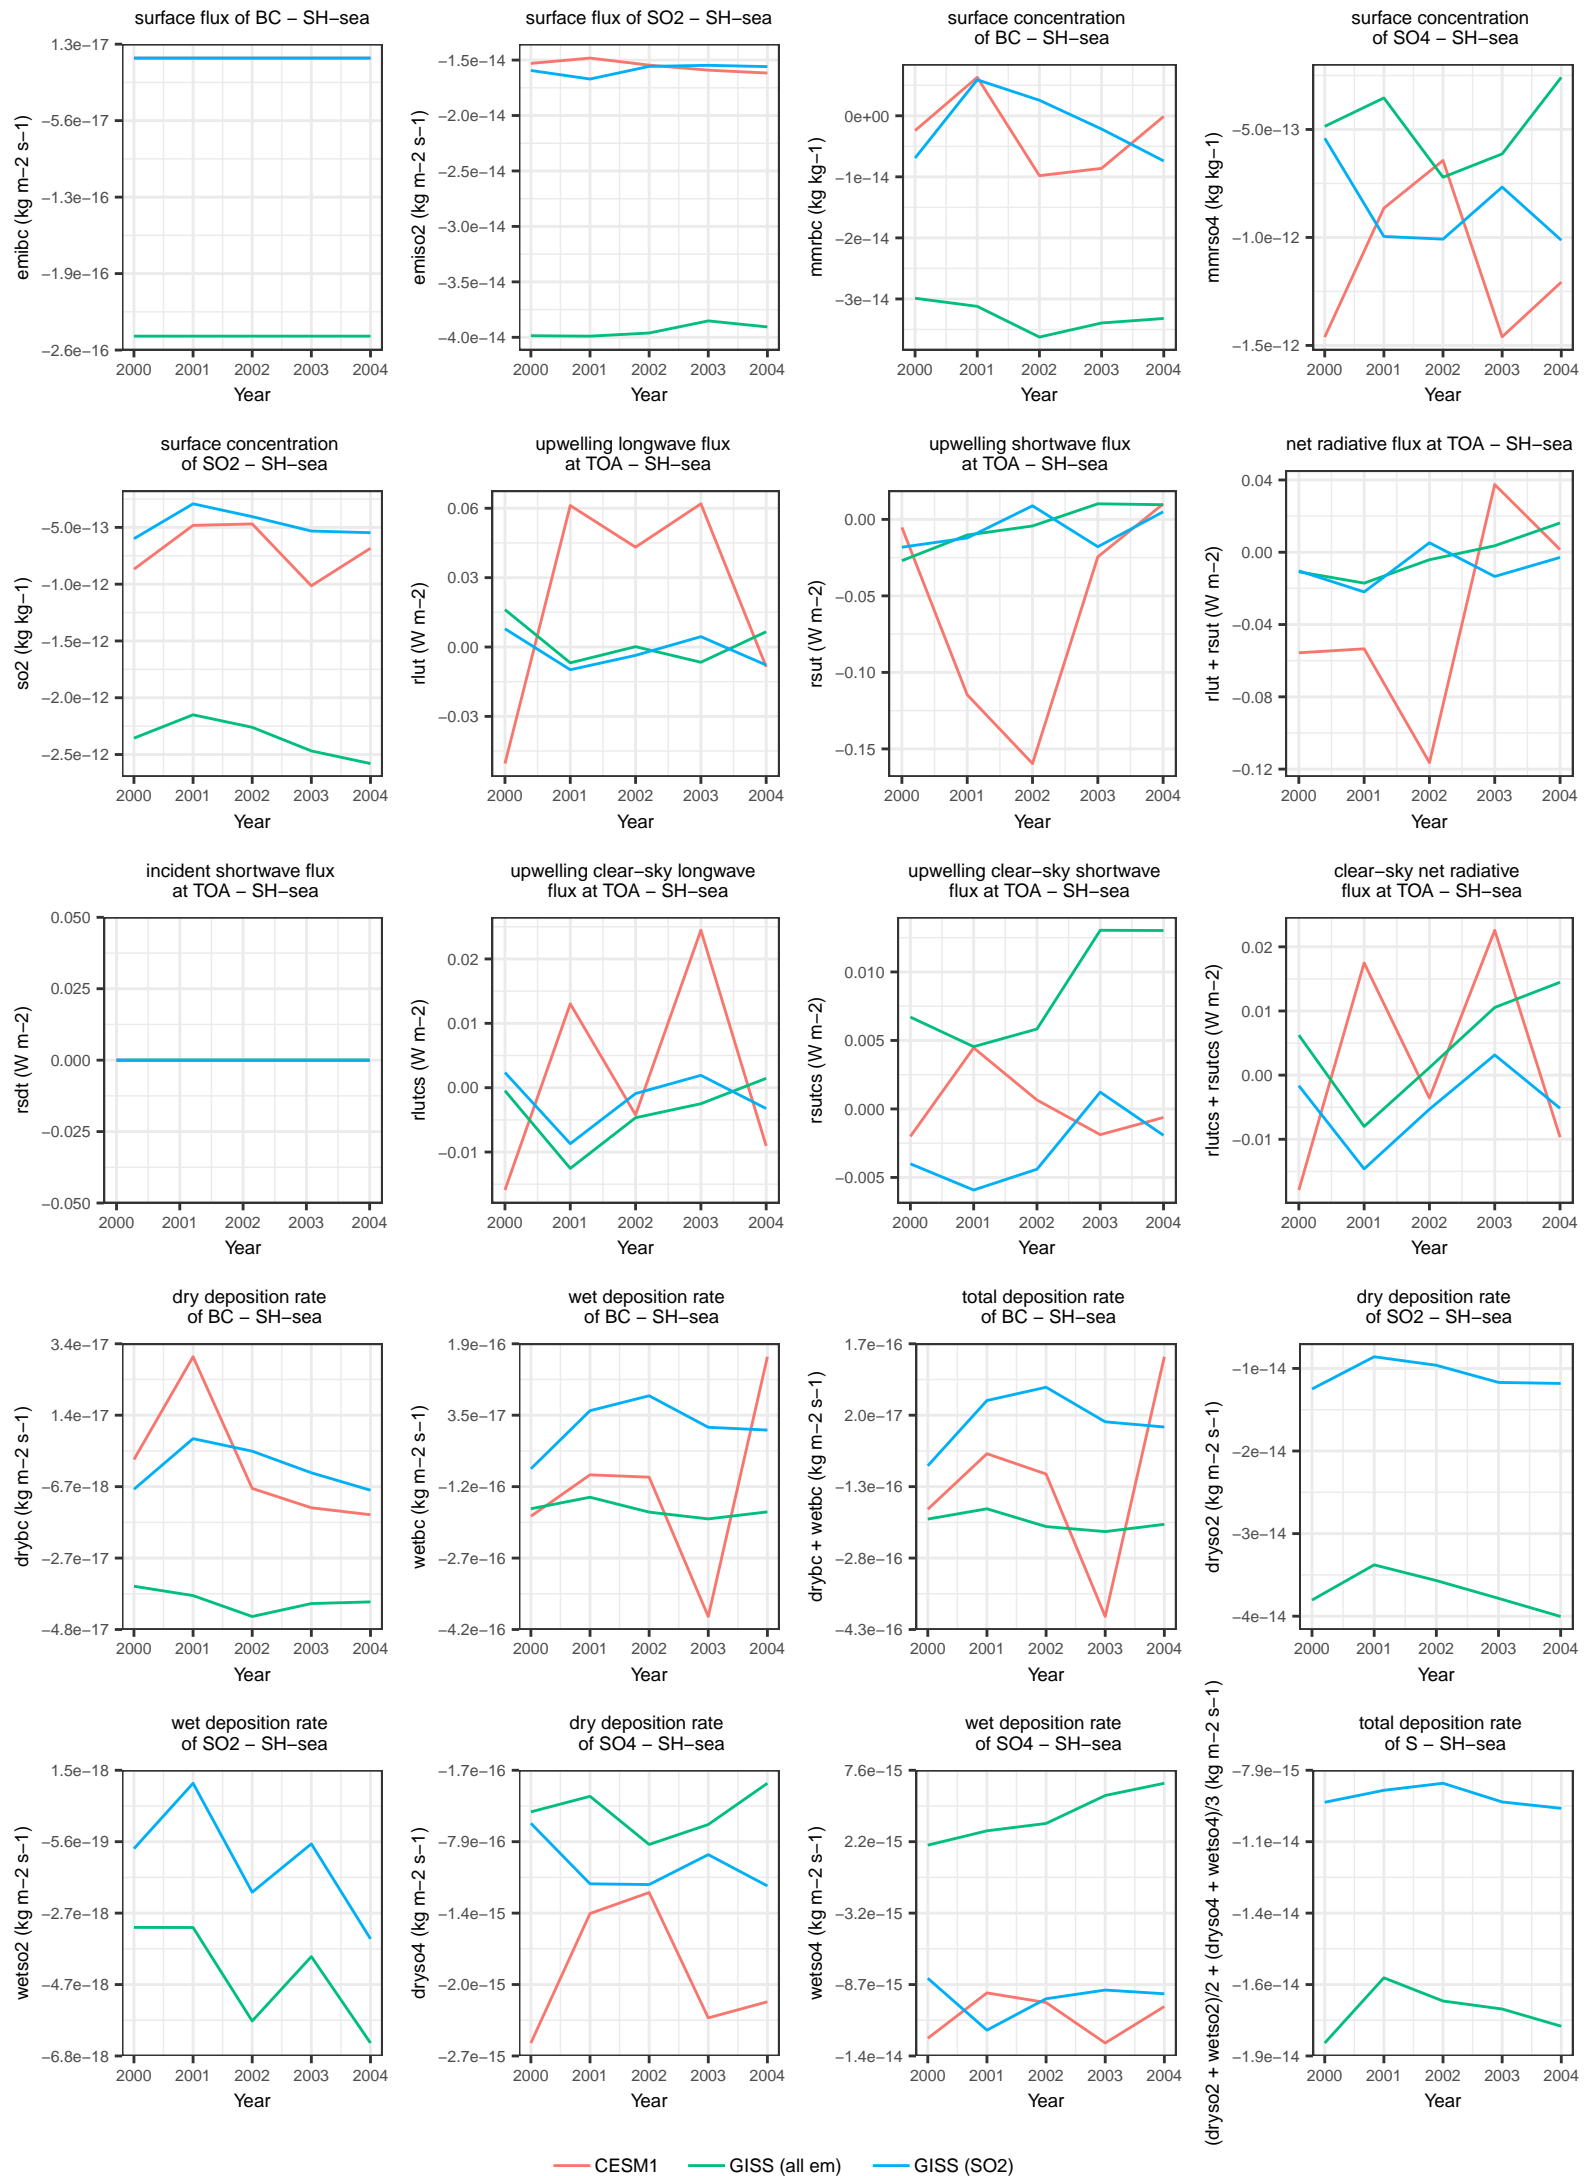 surface flux of BC − SH−sea
1.3e−17
−5.6e−17
−1.3e−16
−1.9e−16
−2.6e−16
emibc (kg m−2 s−1)
2000 2001 2002 2003 2004
Year
surface flux of SO2 − SH−sea
−1.5e−14
−2.0e−14
−2.5e−14
−3.0e−14
−3.5e−14
−4.0e−14
emiso2 (kg m−2 s−1)
2000 2001 2002 2003 2004
Year
surface concentration
of BC − SH−sea
0e+00
−1e−14
−2e−14
−3e−14
mmrbc (kg kg−1)
2000 2001 2002 2003 2004
Year
surface concentration
of SO4 − SH−sea
−5.0e−13
−1.0e−12
−1.5e−12
mmrso4 (kg kg−1)
2000 2001 2002 2003 2004
Year
surface concentration
of SO2 − SH−sea
−5.0e−13
−1.0e−12
−1.5e−12
−2.0e−12
−2.5e−12
so2 (kg kg−1)
2000 2001 2002 2003 2004
Year
upwelling longwave flux
at TOA − SH−sea
0.06
0.03
0.00
−0.03
rlut (W m−2)
2000 2001 2002 2003 2004
Year
upwelling shortwave flux
at TOA − SH−sea
0.00
−0.05
−0.10
−0.15
rsut (W m−2)
2000 2001 2002 2003 2004
Year
net radiative flux at TOA − SH−sea
0.04
0.00
−0.04
−0.08
−0.12
rlut + rsut (W m−2)
2000 2001 2002 2003 2004
Year
incident shortwave flux
at TOA − SH−sea
0.050
0.025
0.000
−0.025
−0.050
rsdt (W m−2)
2000 2001 2002 2003 2004
Year
upwelling clear−sky longwave
flux at TOA − SH−sea
0.02
0.01
0.00
−0.01
rlutcs (W m−2)
2000 2001 2002 2003 2004
Year
upwelling clear−sky shortwave
flux at TOA − SH−sea
0.010
0.005
0.000
−0.005
rsutcs (W m−2)
2000 2001 2002 2003 2004
Year
clear−sky net radiative
flux at TOA − SH−sea
0.02
0.01
0.00
−0.01
rlutcs + rsutcs (W m−2)
2000 2001 2002 2003 2004
Year
dry deposition rate
of BC − SH−sea
3.4e−17
1.4e−17
−6.7e−18
−2.7e−17
−4.8e−17
drybc (kg m−2 s−1)
2000 2001 2002 2003 2004
Year
wet deposition rate
of BC − SH−sea
1.9e−16
3.5e−17
−1.2e−16
−2.7e−16
−4.2e−16
wetbc (kg m−2 s−1)
2000 2001 2002 2003 2004
Year
total deposition rate
of BC − SH−sea
1.7e−16
2.0e−17
−1.3e−16
−2.8e−16
−4.3e−16
drybc + wetbc (kg m−2 s−1)
2000 2001 2002 2003 2004
Year
dry deposition rate
of SO2 − SH−sea
−1e−14
−2e−14
−3e−14
−4e−14
dryso2 (kg m−2 s−1)
2000 2001 2002 2003 2004
Year
wet deposition rate
of SO2 − SH−sea
1.5e−18
−5.6e−19
−2.7e−18
−4.7e−18
−6.8e−18
wetso2 (kg m−2 s−1)
2000 2001 2002 2003 2004
Year
dry deposition rate
of SO4 − SH−sea
−1.7e−16
−7.9e−16
−1.4e−15
−2.0e−15
−2.7e−15
dryso4 (kg m−2 s−1)
2000 2001 2002 2003 2004
Year
wet deposition rate
of SO4 − SH−sea
7.6e−15
2.2e−15
−3.2e−15
−8.7e−15
−1.4e−14
wetso4 (kg m−2 s−1)
2000 2001 2002 2003 2004
Year
total deposition rate
of S − SH−sea
−7.9e−15
−1.1e−14
−1.4e−14
−1.6e−14
−1.9e−14
(dryso2 + wetso2)/2 + (dryso4 + wetso4)/3 (kg m−2 s−1)
2000 2001 2002 2003 2004
Year
CESM1 GISS (all em) GISS (SO2)